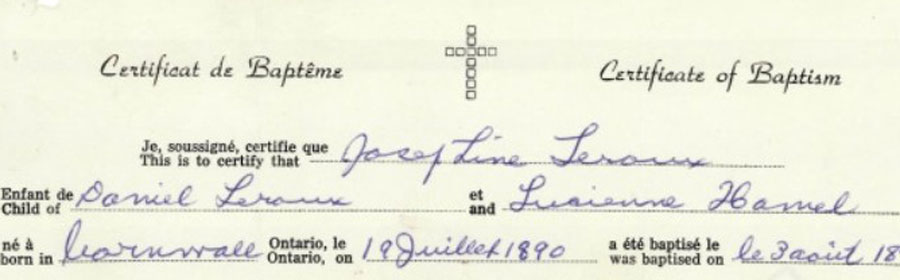 Certificat de Baptême Certificate of Baptism
Je, soussigné, certifie que
This is to certify that Josephine Leroux
Enfant de Daniel Leroux et Lucienne Hamel
Child of and
né à Cornwall Ontario, le 19 Juillet 1890 a été baptisé le le 3 août 18
born in Ontario, on was baptised on